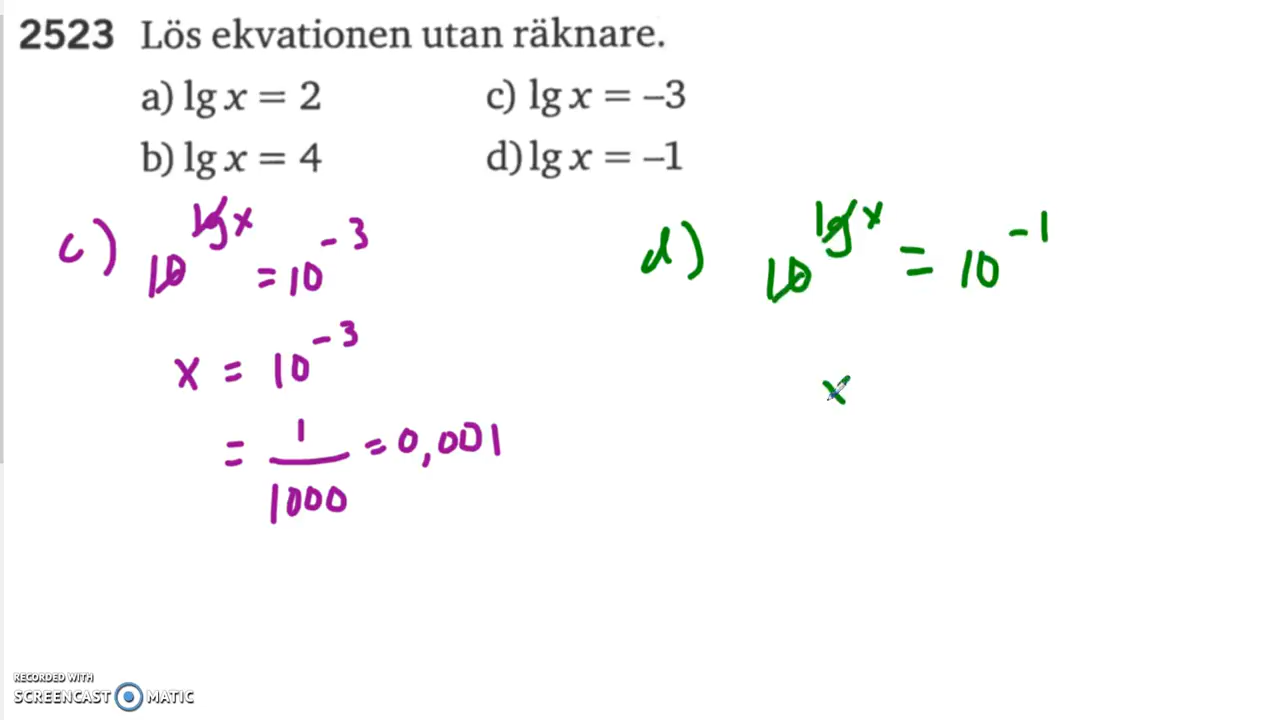 2523 Lös ekvationen utan räknare.
a) lg x = 2
c) lg x = –3
b) lg x = 4
d) lg x = –1
c) 10^lg x = 10^-3
x = 10^-3
= 1/1000 = 0,001
d) 10^lg x = 10^-1
x
RECORDED WITH
SCREENCAST MATIC